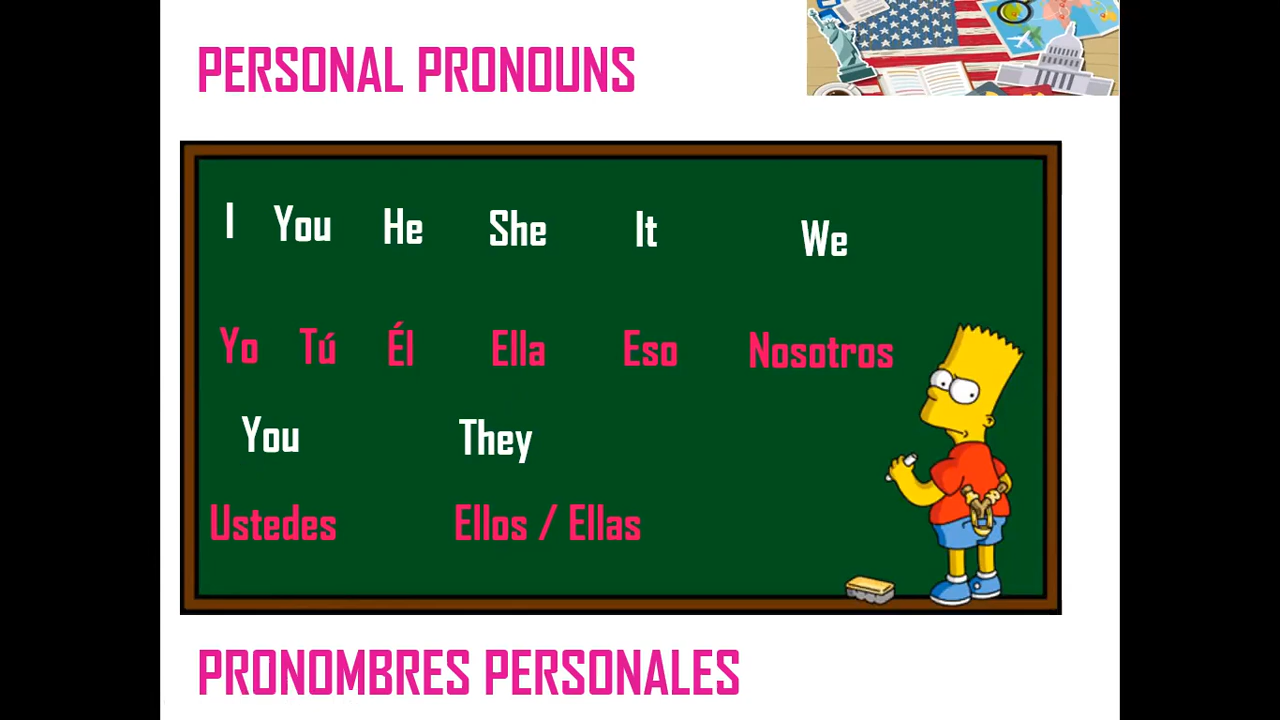 PERSONAL PRONOUNS
I You He She It We
Yo Tú Él Ella Eso Nosotros
You They
Ustedes Ellos / Ellas
PRONOMBRES PERSONALES